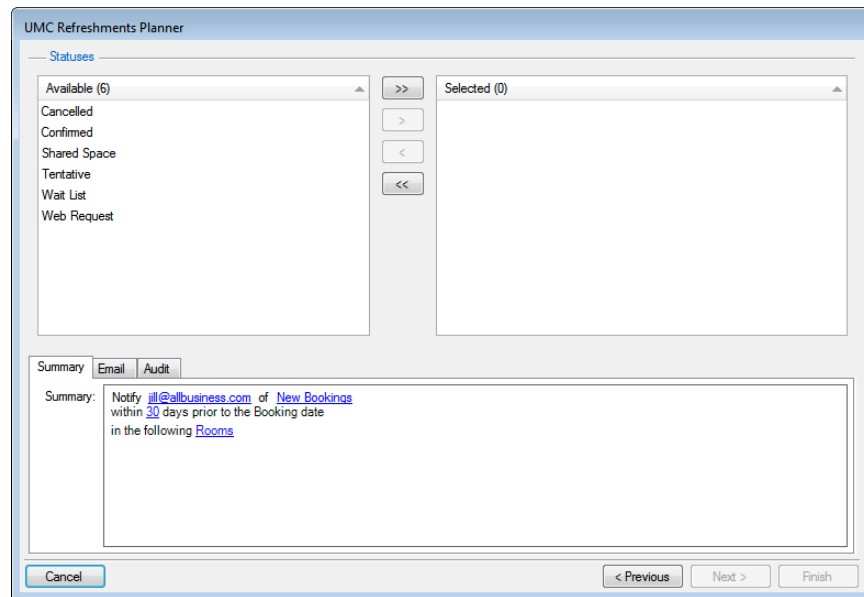 UMC Refreshments Planner
Statuses
Available (6)
>>
Selected (0)
Cancelled
Confirmed
Shared Space
Tentative
Wait List
Web Request
>
<
<<
Summary Email Audit
Summary:
Notify jill@allbusiness.com of New Bookings
within 30 days prior to the Booking date
in the following Rooms
Cancel
< Previous
Next >
Finish